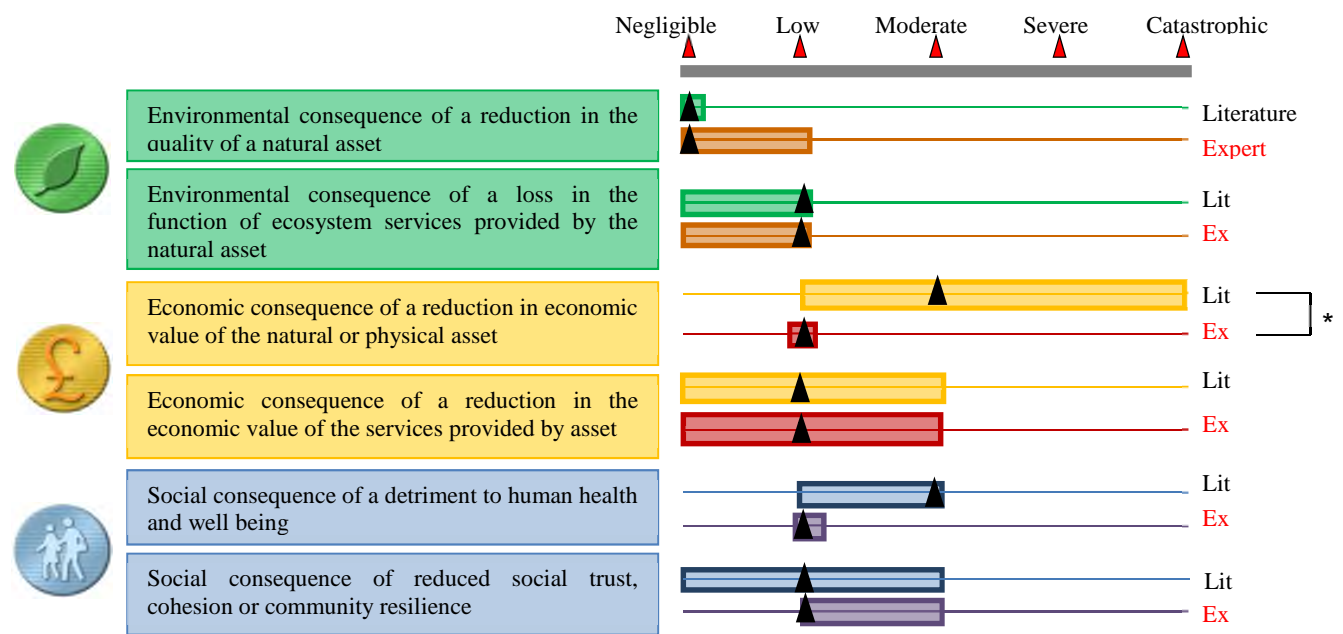 Negligible Low Moderate Severe Catastrophic
Environmental consequence of a reduction in the
quality of a natural asset
Literature
Expert
Environmental consequence of a loss in the
function of ecosystem services provided by the
natural asset
Lit
Ex
Economic consequence of a reduction in economic
value of the natural or physical asset
Lit
Ex
*
£
Economic consequence of a reduction in the
economic value of the services provided by asset
Lit
Ex
Social consequence of a detriment to human health
and well being
Lit
Ex
Social consequence of reduced social trust,
cohesion or community resilience
Lit
Ex